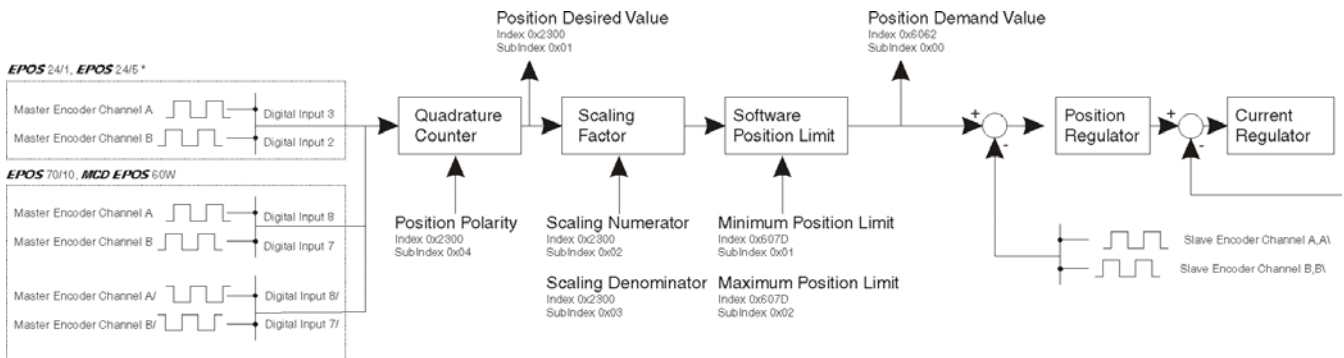 Position Desired Value
Index 0x2300
SubIndex 0x01
Position Demand Value
Index 0x6062
SubIndex 0x00
EPOS 24/1, EPOS 24/5 *
Master Encoder Channel A
Digital Input 3
Master Encoder Channel B
Digital Input 2
Quadrature
Counter
Scaling
Factor
Software
Position Limit
+
-
Position
Regulator
+
-
Current
Regulator
EPOS 70/10, MCD EPOS 60W
Master Encoder Channel A
Digital Input 8
Master Encoder Channel B
Digital Input 7
Master Encoder Channel A/
Digital Input 8/
Master Encoder Channel B/
Digital Input 7/
Position Polarity
Index 0x2300
SubIndex 0x04
Scaling Numerator
Index 0x2300
SubIndex 0x02
Scaling Denominator
Index 0x2300
SubIndex 0x03
Minimum Position Limit
Index 0x607D
SubIndex 0x01
Maximum Position Limit
Index 0x607D
SubIndex 0x02
Slave Encoder Channel A,A\
Slave Encoder Channel B,B\